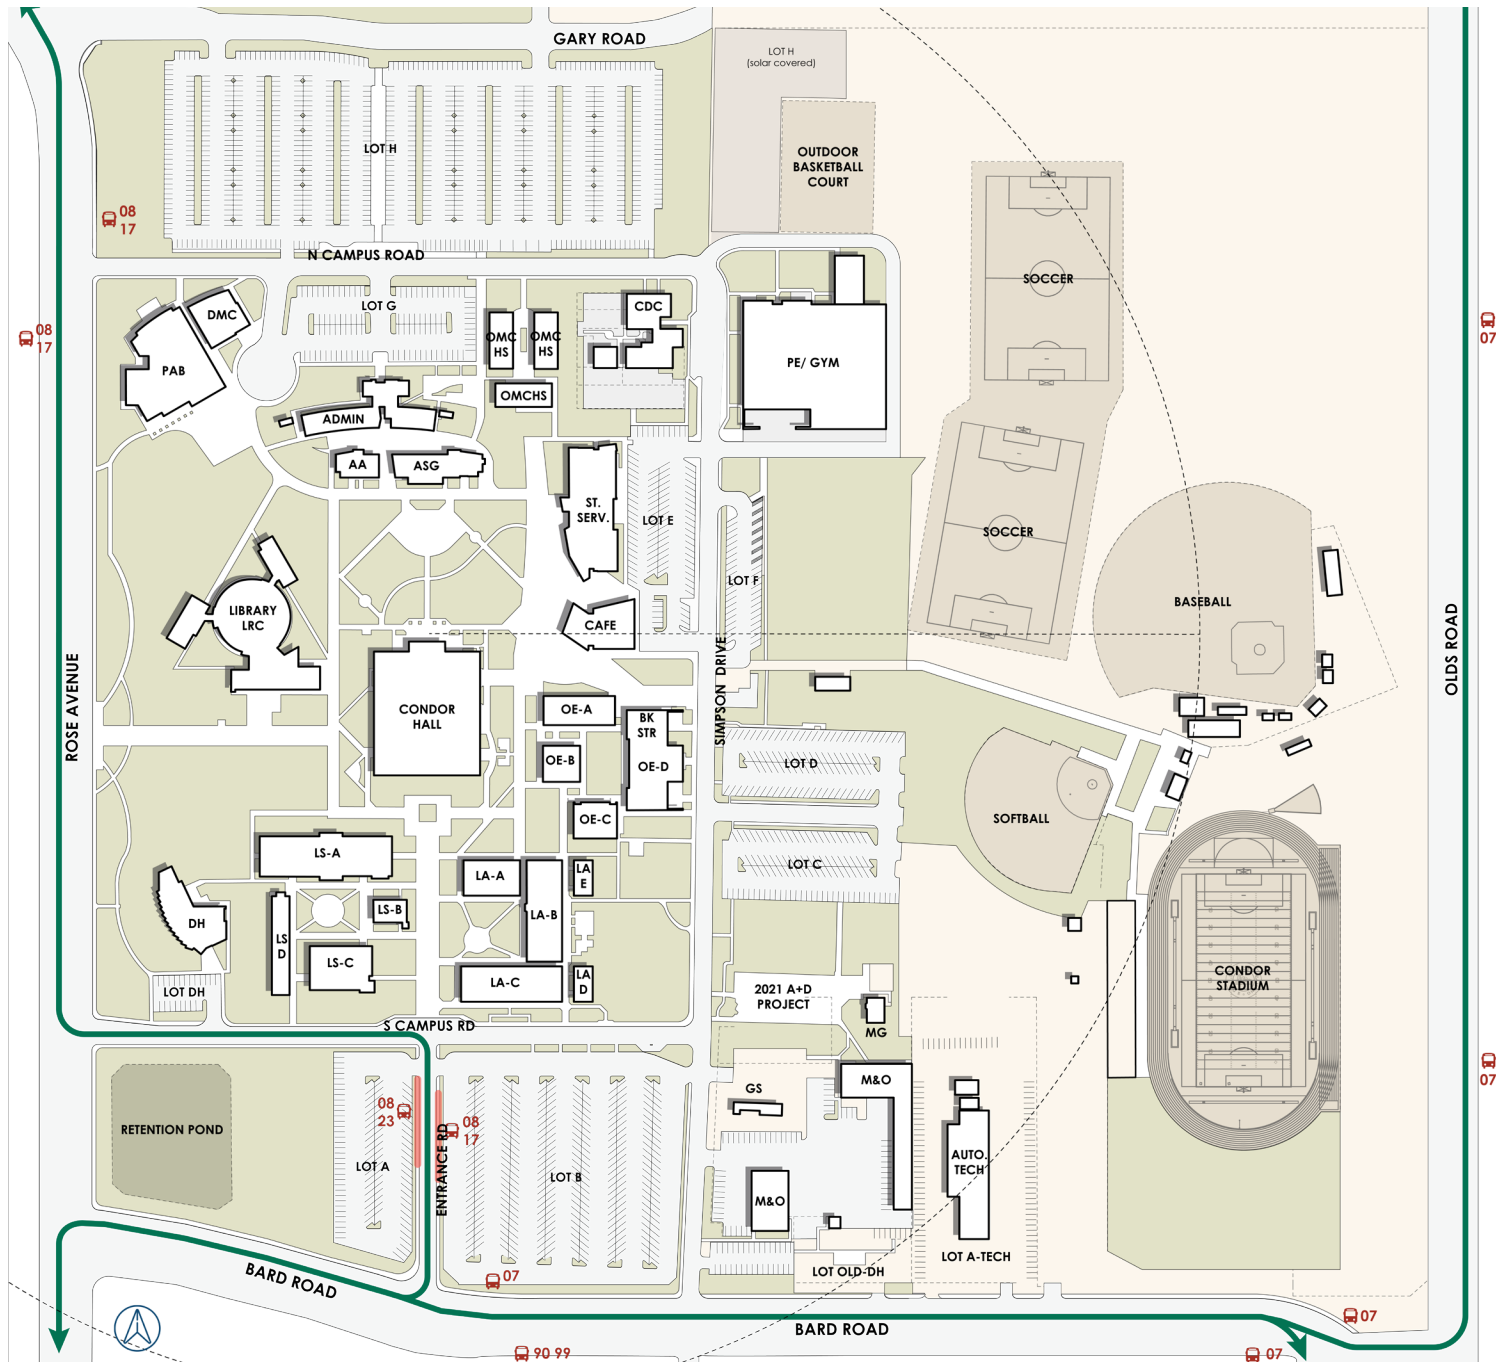 GARY ROAD
LOT H
(solar covered)
OUTDOOR
BASKETBALL
COURT
LOT H
08
17
N CAMPUS ROAD
SOCCER
LOT G
CDC
DMC
08
17
07
OMC
HS
OMC
HS
PAB
PE/ GYM
OMCHS
ADMIN
AA
ASG
ST.
SERV.
LOT E
SOCCER
LOT F
BASEBALL
LIBRARY
LRC
CAFE
ROSE AVENUE
SIMPSON DRIVE
OLDS ROAD
CONDOR
HALL
OE-A
BK
STR
OE-B
OE-D
LOT D
OE-C
SOFTBALL
LS-A
LOT C
LA-A
LA
E
LS-B
LA-B
DH
LS
D
LS-C
CONDOR
STADIUM
LA-C
LA
D
LOT DH
2021 A+D
PROJECT
S CAMPUS RD
MG
07
GS
M&O
08
23
08
17
RETENTION POND
ENTRANCE RD
LOT A
LOT B
AUTO.
TECH
M&O
LOT A-TECH
LOT OLD-DH
BARD ROAD
07
07
BARD ROAD
90 99
07